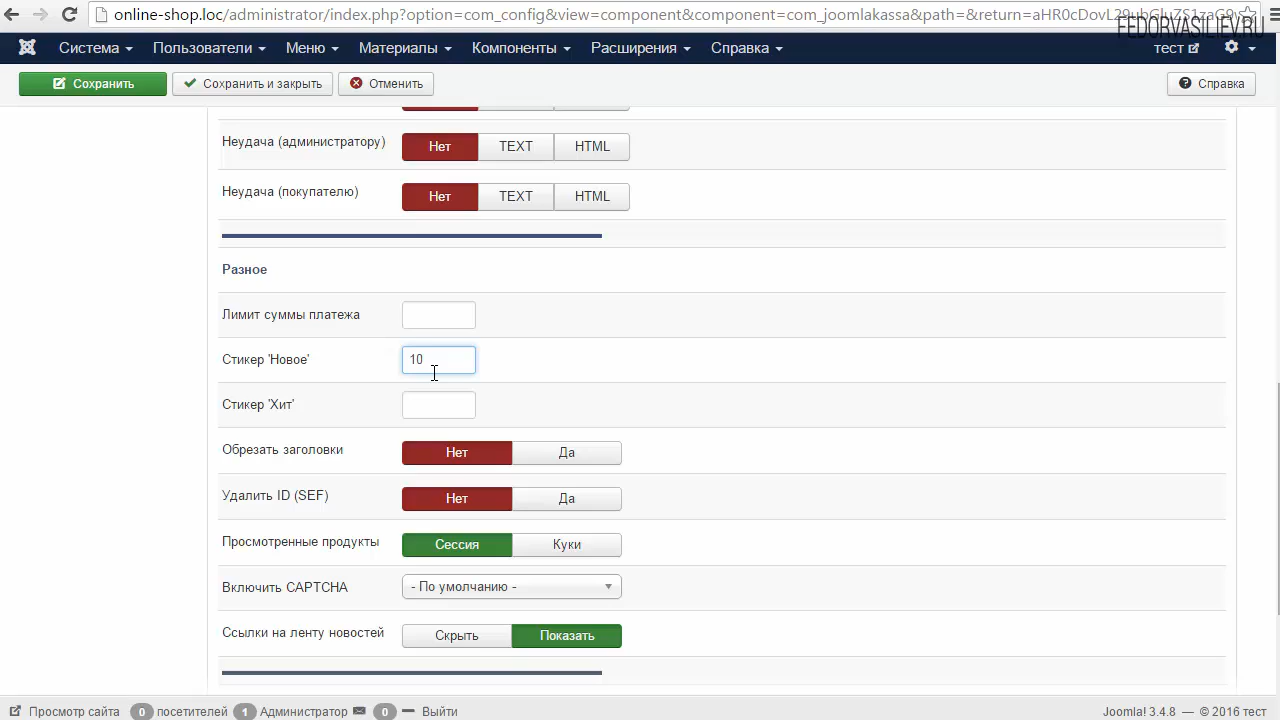 online-shop.loc/administrator/index.php?option=com_config&view=component&component=com_joomlakassa&path=&return=
FEDORVASILIEV.RU
Система Пользователи Меню Материалы Компоненты Расширения Справка тест
Сохранить Сохранить и закрыть Отменить Справка
Неудача (администратору) Нет TEXT HTML
Неудача (покупателю) Нет TEXT HTML
Разное
Лимит суммы платежа
Стикер 'Новое' 10
Стикер 'Хит'
Обрезать заголовки Нет Да
Удалить ID (SEF) Нет Да
Просмотренные продукты Сессия Куки
Включить CAPTCHA - По умолчанию -
Ссылки на ленту новостей Скрыть Показать
Просмотр сайта 0 посетителей 1 Администратор 0 Выйти Joomla! 3.4.8 — © 2016 тест